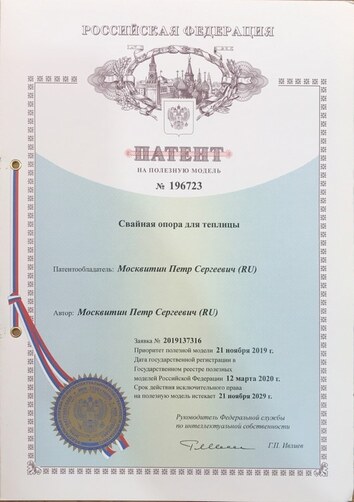 РОССИЙСКАЯ ФЕДЕРАЦИЯ
ПАТЕНТ
НА ПОЛЕЗНУЮ МОДЕЛЬ
№ 196723
Свайная опора для теплицы
Патентообладатель: Москвитин Петр Сергеевич (RU)
Автор: Москвитин Петр Сергеевич (RU)
Заявка № 2019137316
Приоритет полезной модели 21 ноября 2019 г.
Дата государственной регистрации в
Государственном реестре полезных
моделей Российской Федерации 12 марта 2020 г.
Срок действия исключительного права
на полезную модель истекает 21 ноября 2029 г.
Руководитель Федеральной службы
по интеллектуальной собственности
Г.П. Ивлиев